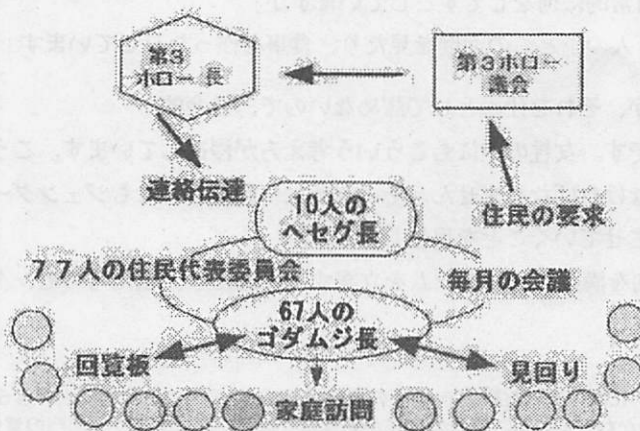 第3
ホロー長
第3ホロー
議会
連絡伝達
10人の
ヘセグ長
住民の要求
77人の住民代表委員会
毎月の会議
67人の
ゴダムジ長
回覧板
見回り
家庭訪問